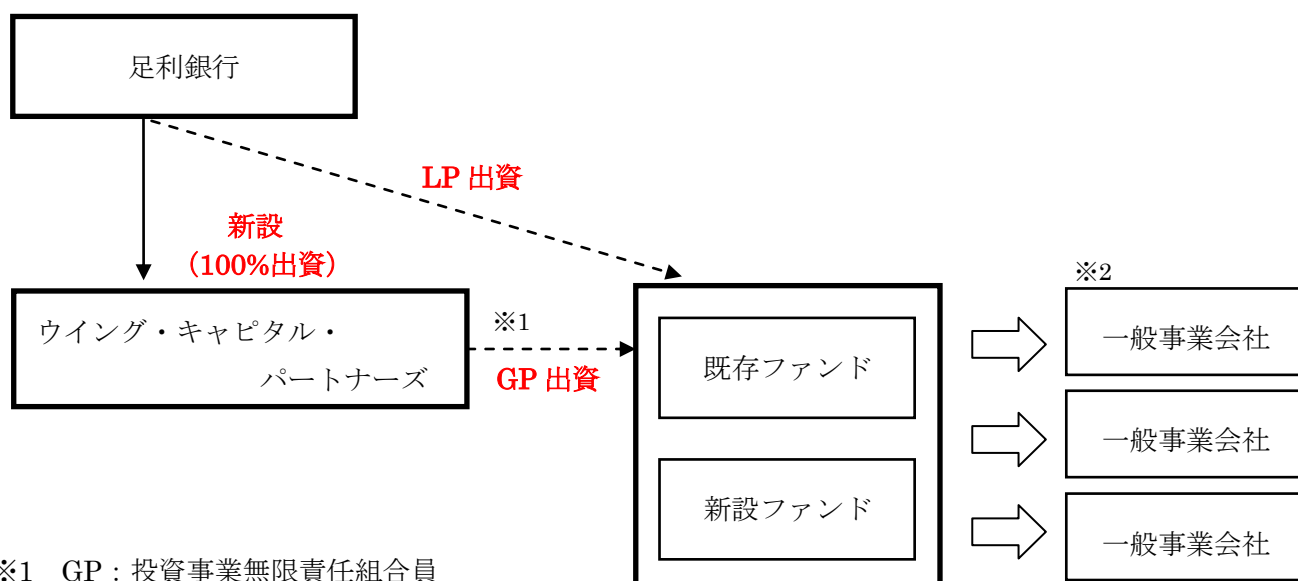 足利銀行
LP 出資
新設
（100%出資）
※2
ウイング・キャピタル・
パートナーズ
※1
GP 出資
既存ファンド
新設ファンド
一般事業会社
一般事業会社
一般事業会社
※1 GP：投資事業無限責任組合員